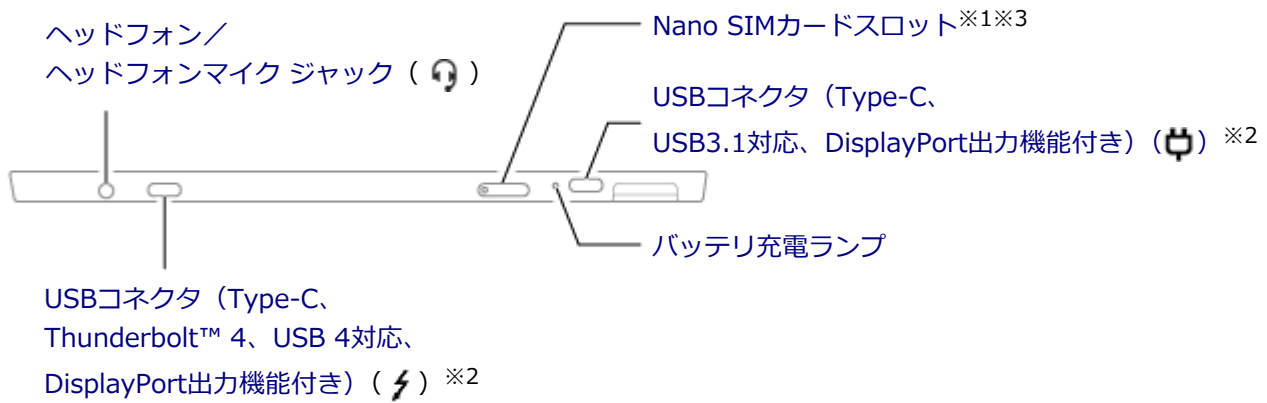 ヘッドフォン／
ヘッドフォンマイク ジャック（ ）
Nano SIMカードスロット※1※3
USBコネクタ（Type-C、
USB3.1対応、DisplayPort出力機能付き）（ ）※2
バッテリ充電ランプ
USBコネクタ（Type-C、
Thunderbolt™ 4、USB 4対応、
DisplayPort出力機能付き）（ ）※2